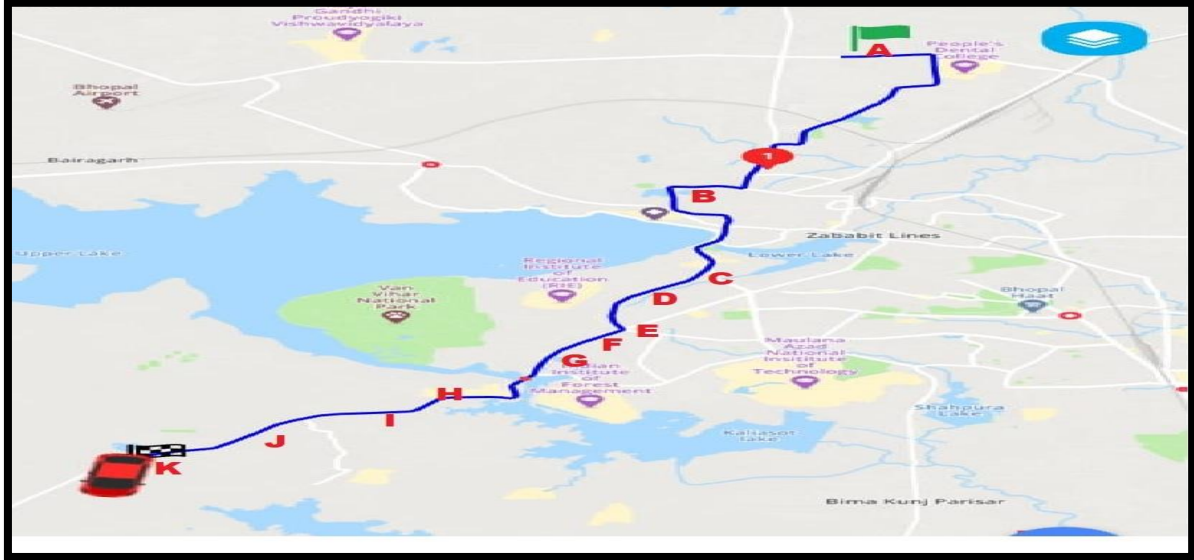 Gandhi
Proudyogiki
Vishwavidyalaya
A
People's
Dental
College
Bhopal
Airport
1
Bairagarh
B
Zababit Lines
Upper Lake
Lower Lake
Regional
Institute
of
Education
(RIE)
C
Van
Vihar
National
Park
D
Bhopal
Haat
E
F
Maulana
Azad
National
Institute
of
Technology
G
Indian
Institute
of
Forest
Management
H
Shahpura
Lake
I
Kaliasot
Lake
J
K
Bima Kunj Parisar